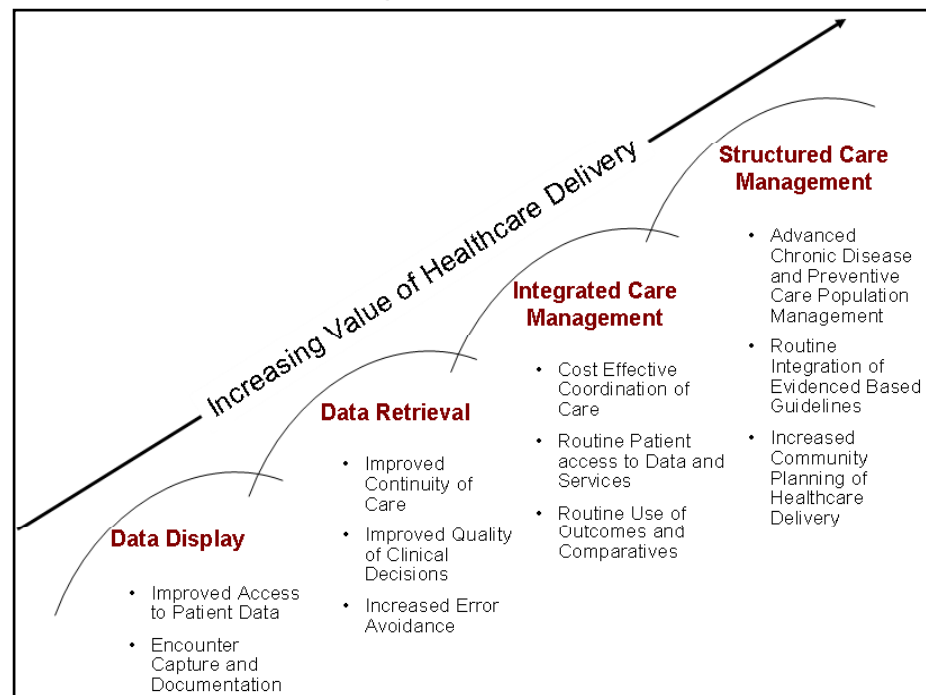 Increasing Value of Healthcare Delivery
Data Display
• Improved Access
to Patient Data
• Encounter
Capture and
Documentation
Data Retrieval
• Improved
Continuity of
Care
• Improved Quality
of Clinical
Decisions
• Increased Error
Avoidance
Integrated Care
Management
• Cost Effective
Coordination of
Care
• Routine Patient
access to Data and
Services
• Routine Use of
Outcomes and
Comparatives
Structured Care
Management
• Advanced
Chronic Disease
and Preventive
Care Population
Management
• Routine
Integration of
Evidenced Based
Guidelines
• Increased
Community
Planning of
Healthcare
Delivery